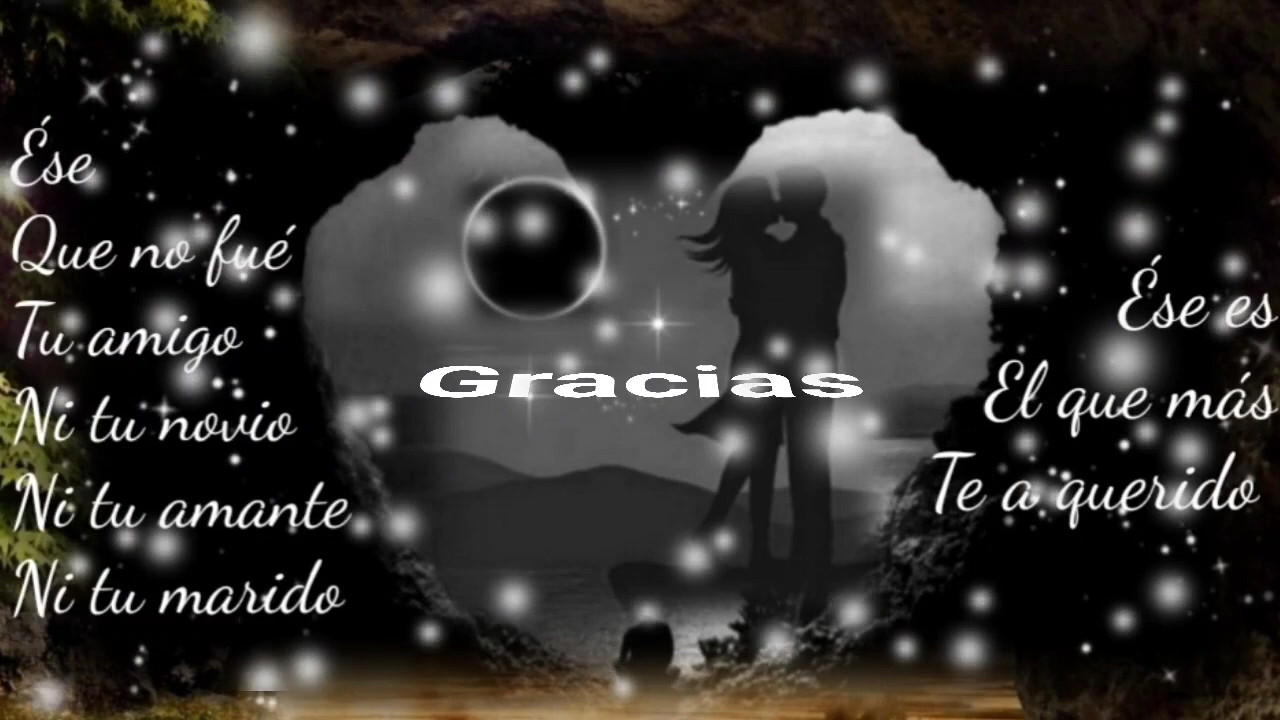 Ése
Que no fué
Tu amigo
Ni tu novio
Ni tu amante
Ni tu marido
Gracias
Ése es
El que más
Te a querido